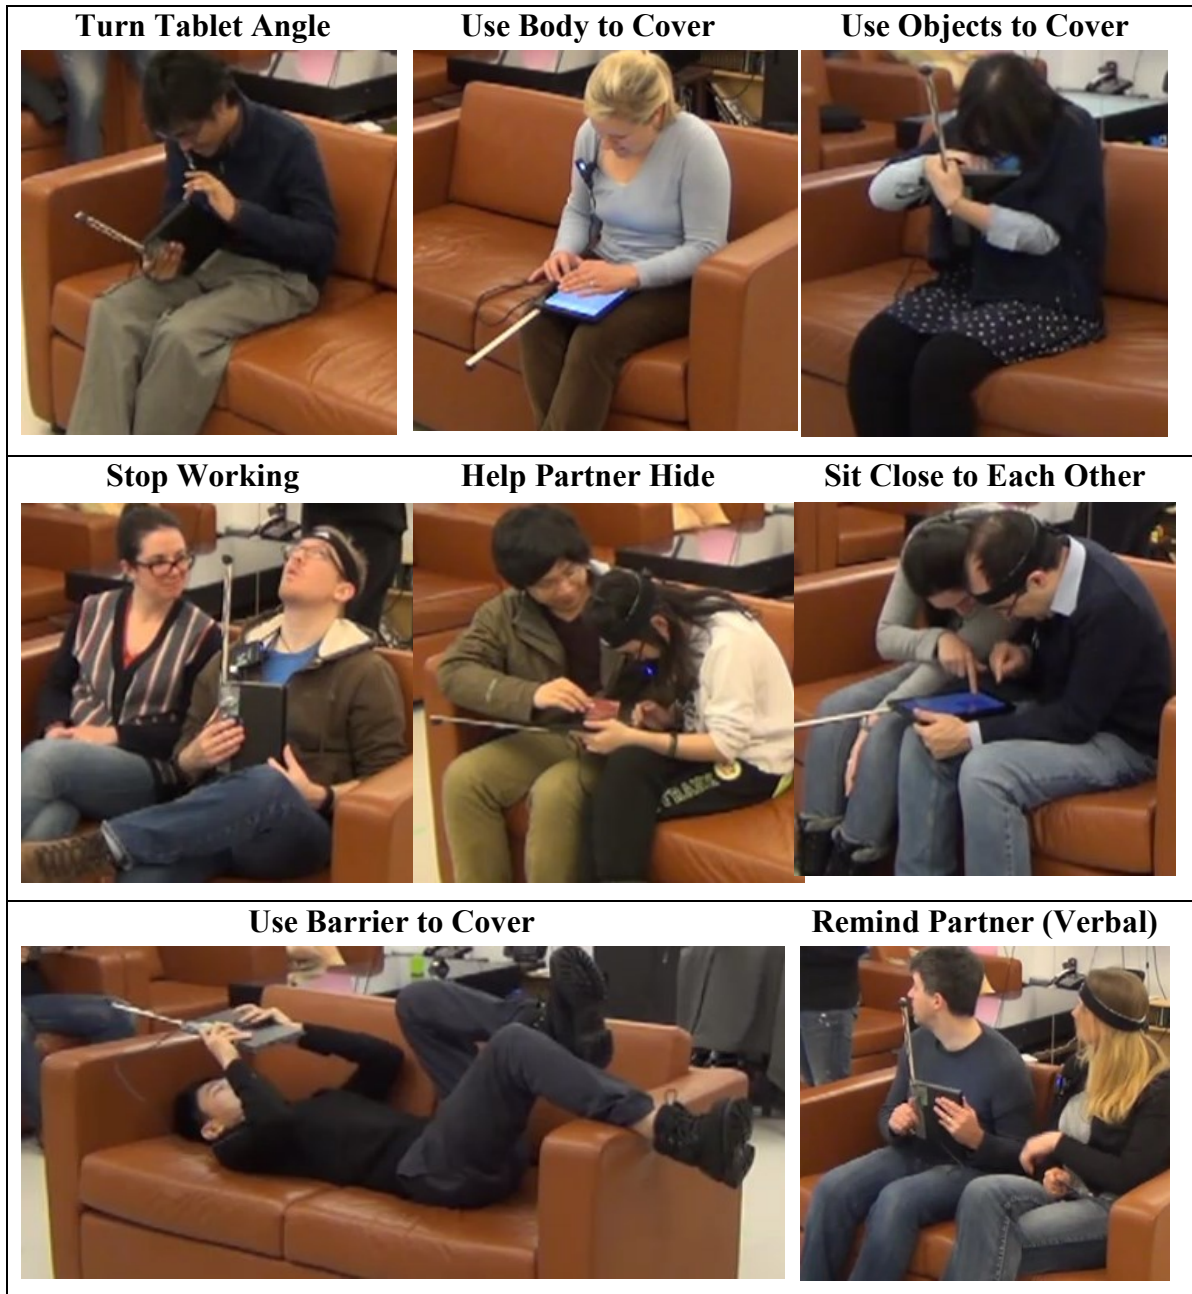 Turn Tablet Angle
Use Body to Cover
Use Objects to Cover
Stop Working
Help Partner Hide
Sit Close to Each Other
Use Barrier to Cover
Remind Partner (Verbal)